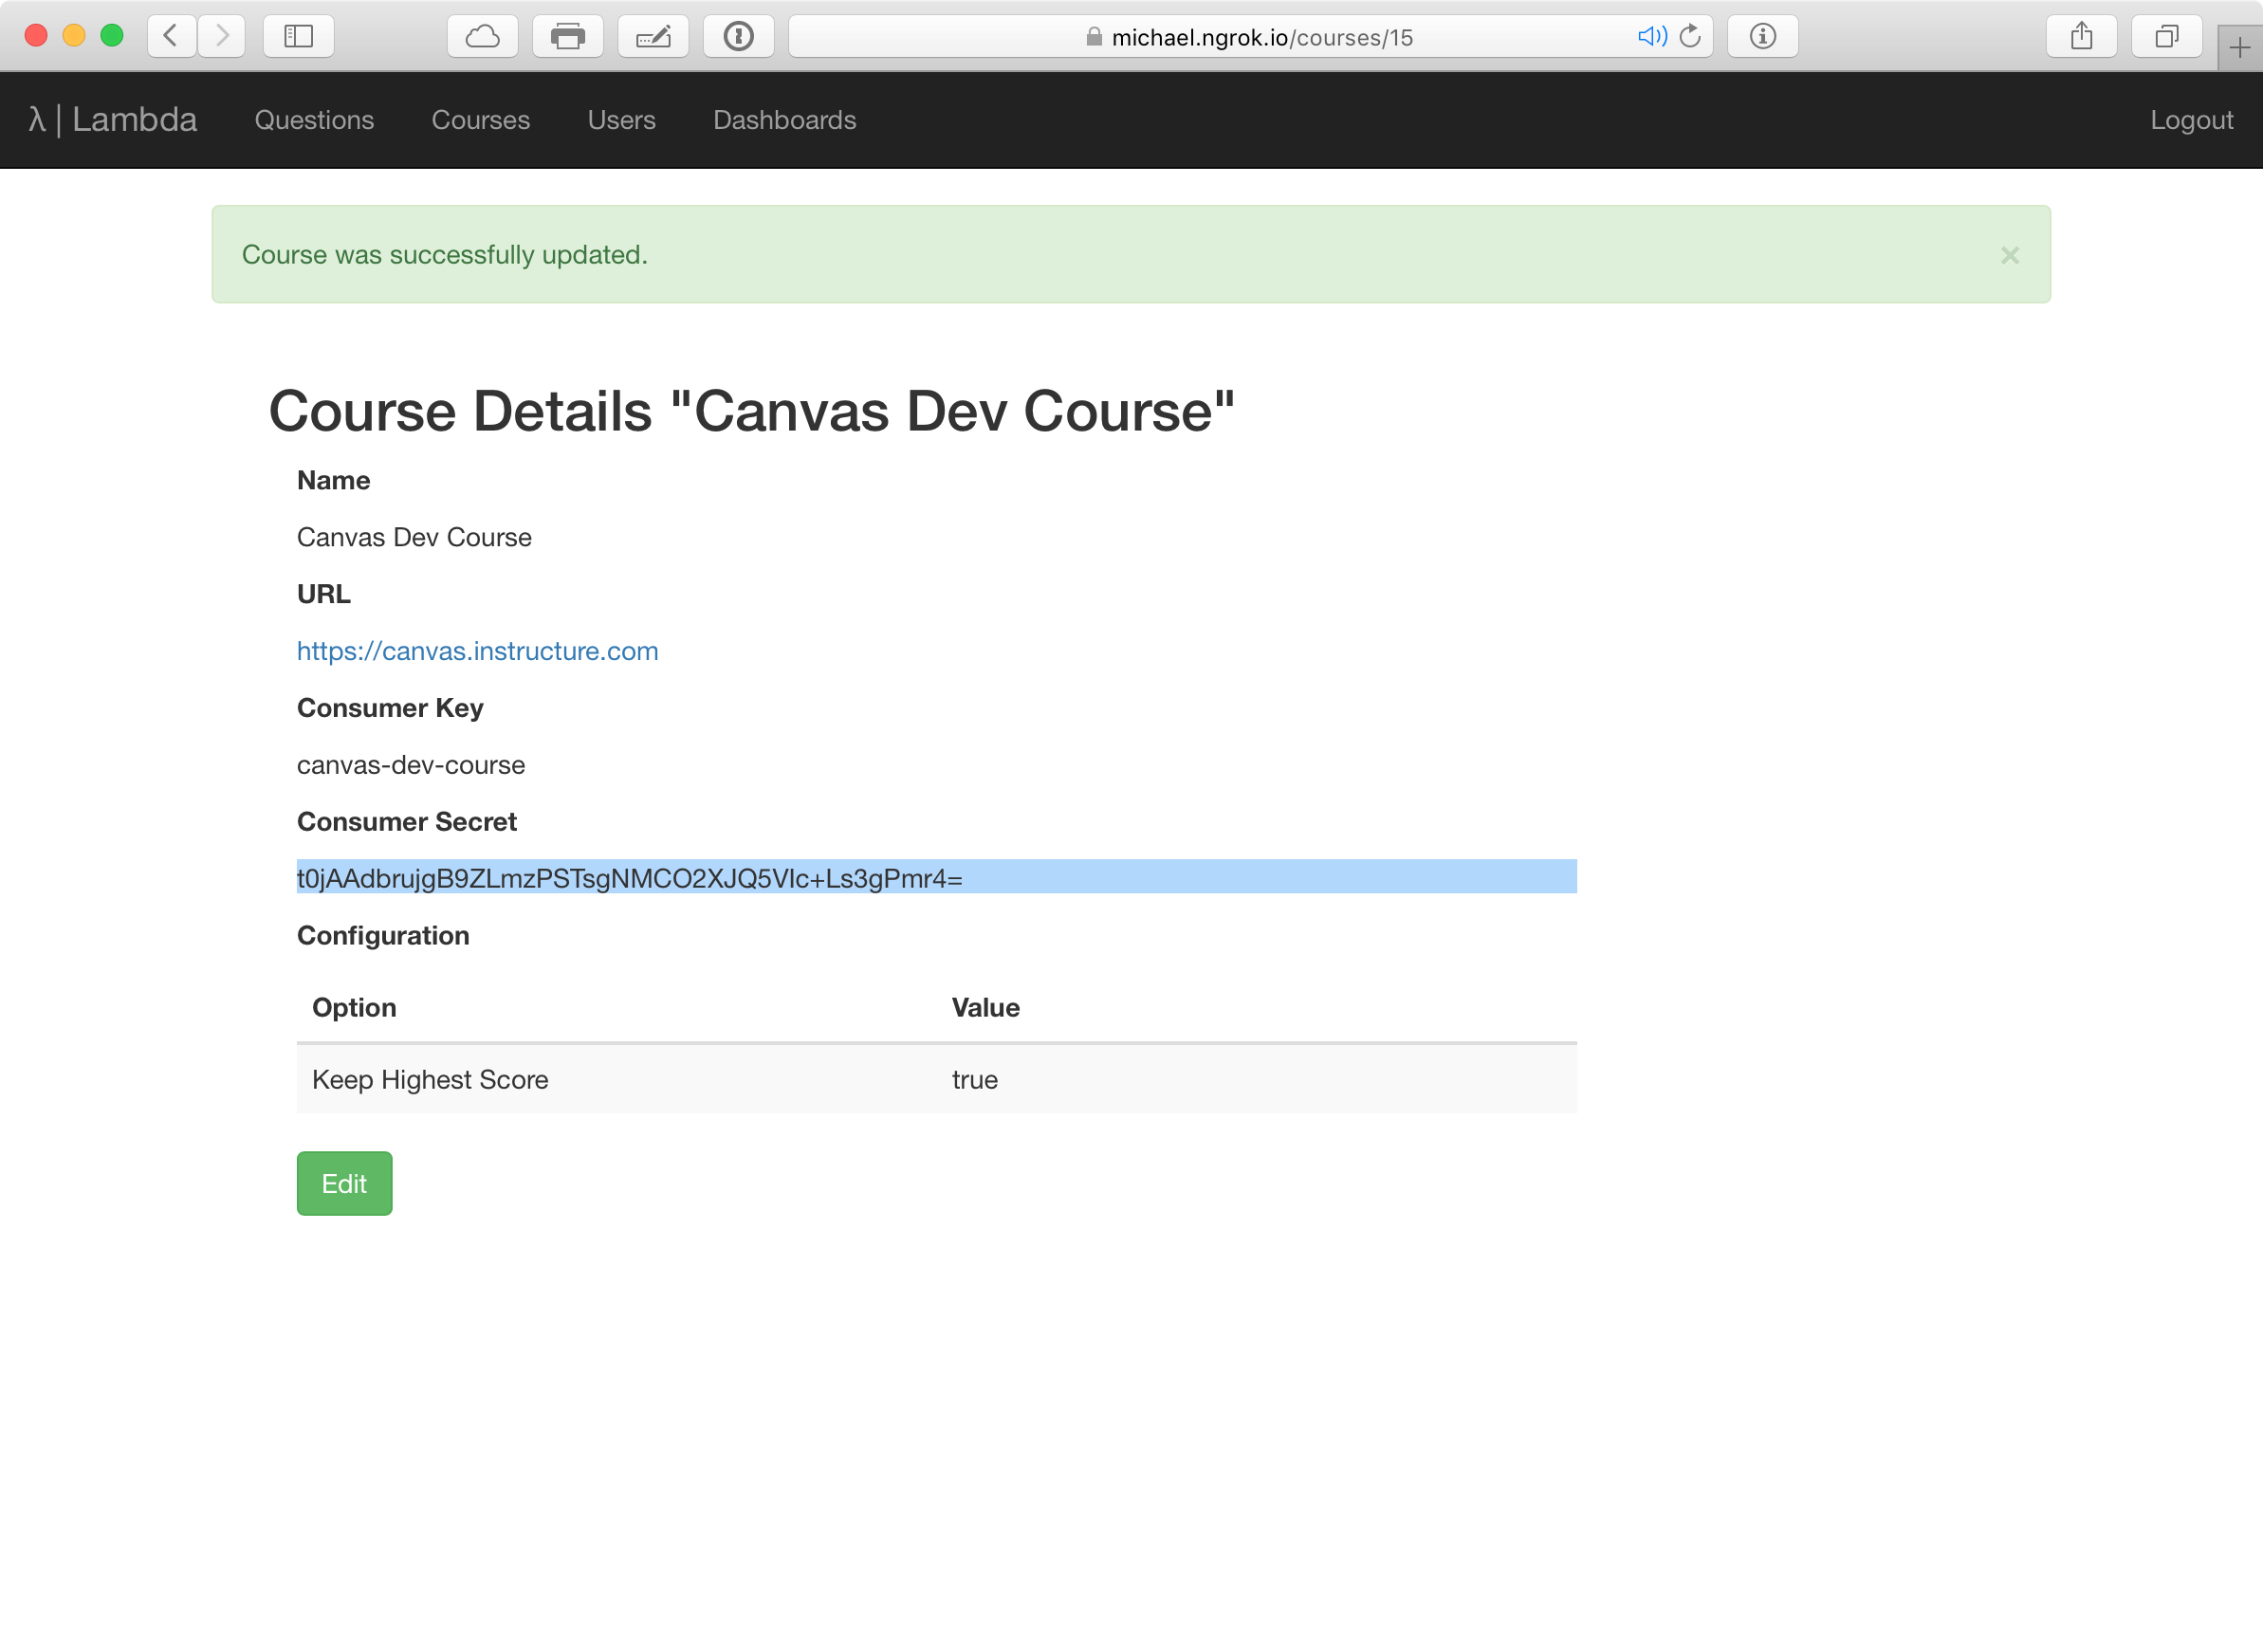 michael.ngrok.io/courses/15
λ | Lambda Questions Courses Users Dashboards Logout
Course was successfully updated. ×
Course Details "Canvas Dev Course"
Name
Canvas Dev Course
URL
https://canvas.instructure.com
Consumer Key
canvas-dev-course
Consumer Secret
t0jAAdbrujgB9ZLmzPSTsgNMCO2XJQ5VIc+Ls3gPmr4=
Configuration
Option Value
Keep Highest Score true
Edit